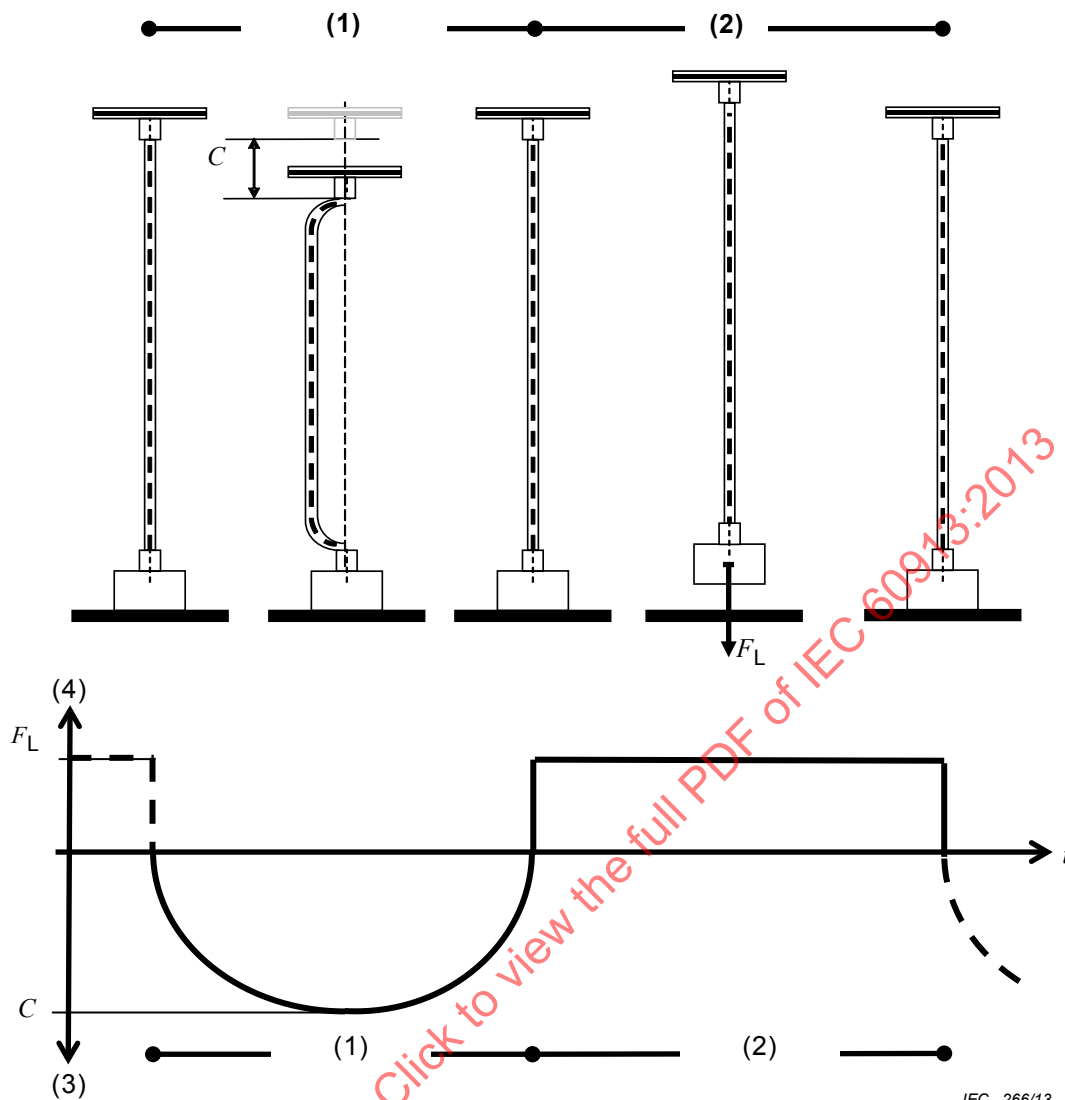 (1) (2)
C
F_L
(4)
F_L
t
C
(1) (2)
(3)
IEC 266/13
Click to view the full PDF of IEC 60913:2013